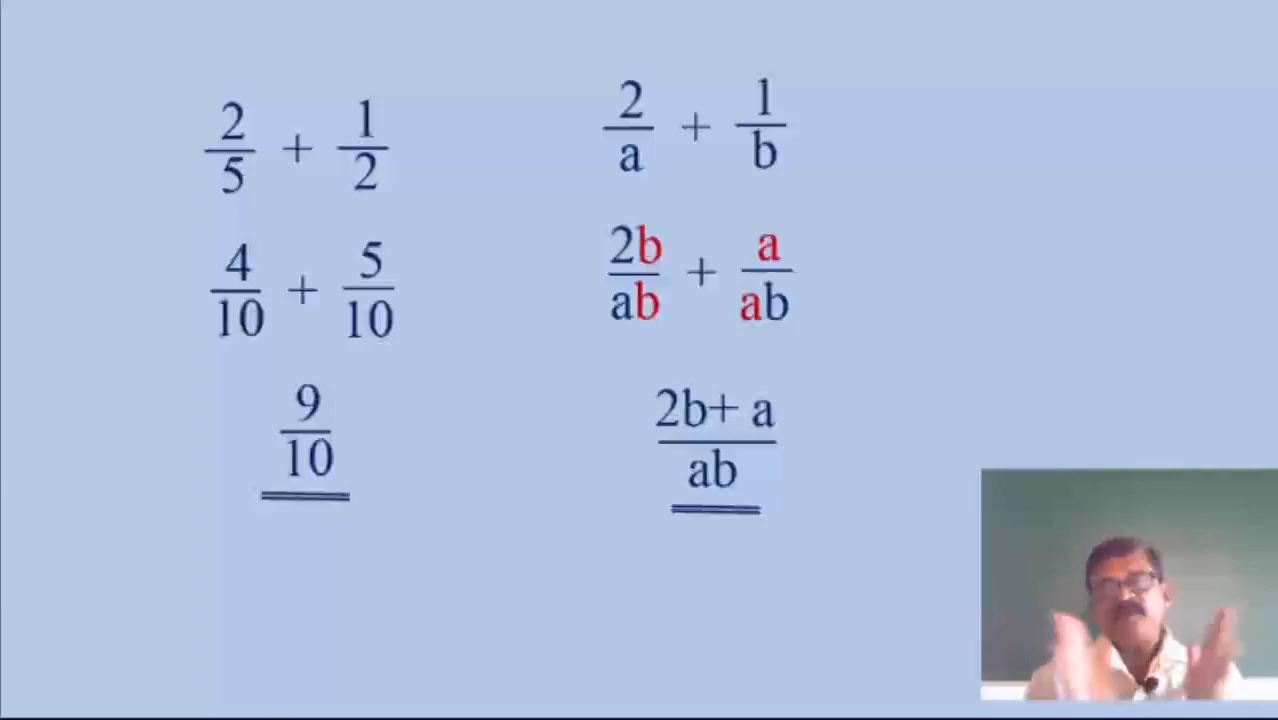 2/5 + 1/2
4/10 + 5/10
9/10
2/a + 1/b
2b/ab + a/ab
2b+ a/ab